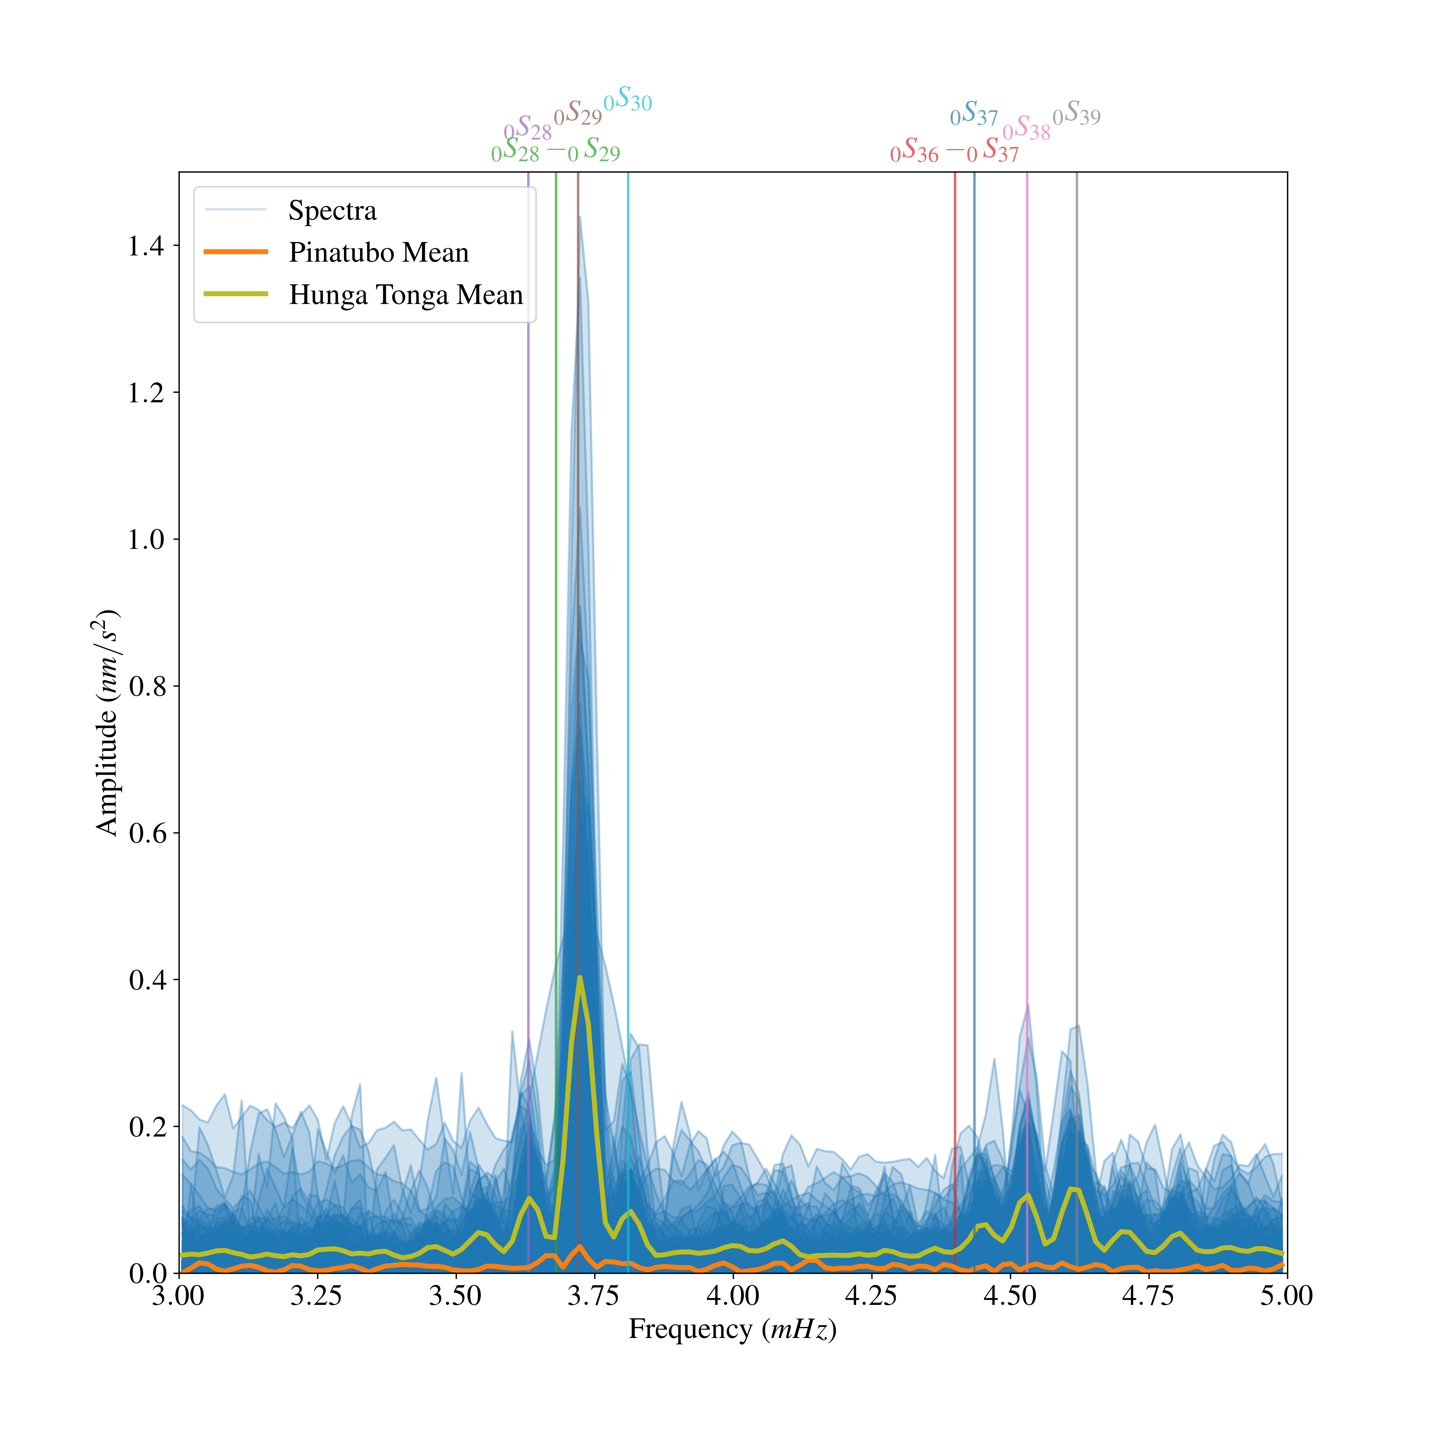 0S30
0S29
0S37
0S39
0S28
0S38
0S28 −0 S29
0S36 −0 S37
Spectra
Pinatubo Mean
Hunga Tonga Mean
1.4
1.2
1.0
0.8
0.6
0.4
0.2
0.0
Amplitude (nm/s²)
3.00 3.25 3.50 3.75 4.00 4.25 4.50 4.75 5.00
Frequency (mHz)